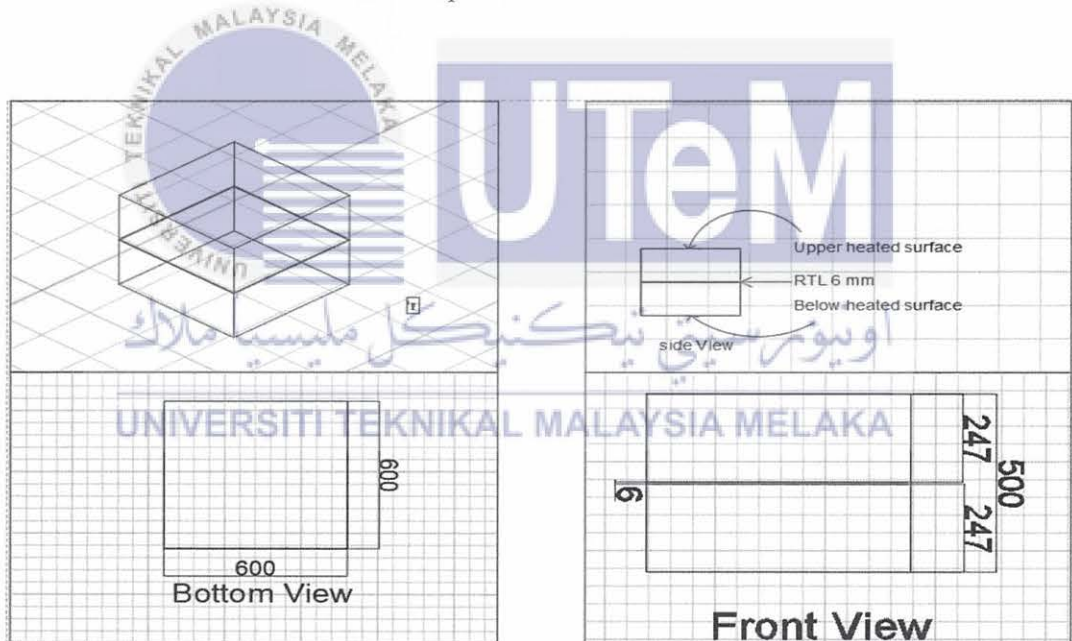 UNIVERSITI TEKNIKAL MALAYSIA MELAKA
UTeM
Upper heated surface
RTL 6 mm
Below heated surface
side View
اونيۏرسيتي تيكنيكل مليسيا ملاك
UNIVERSITI TEKNIKAL MALAYSIA MELAKA
600
600
Bottom View
247
500
6
247
Front View